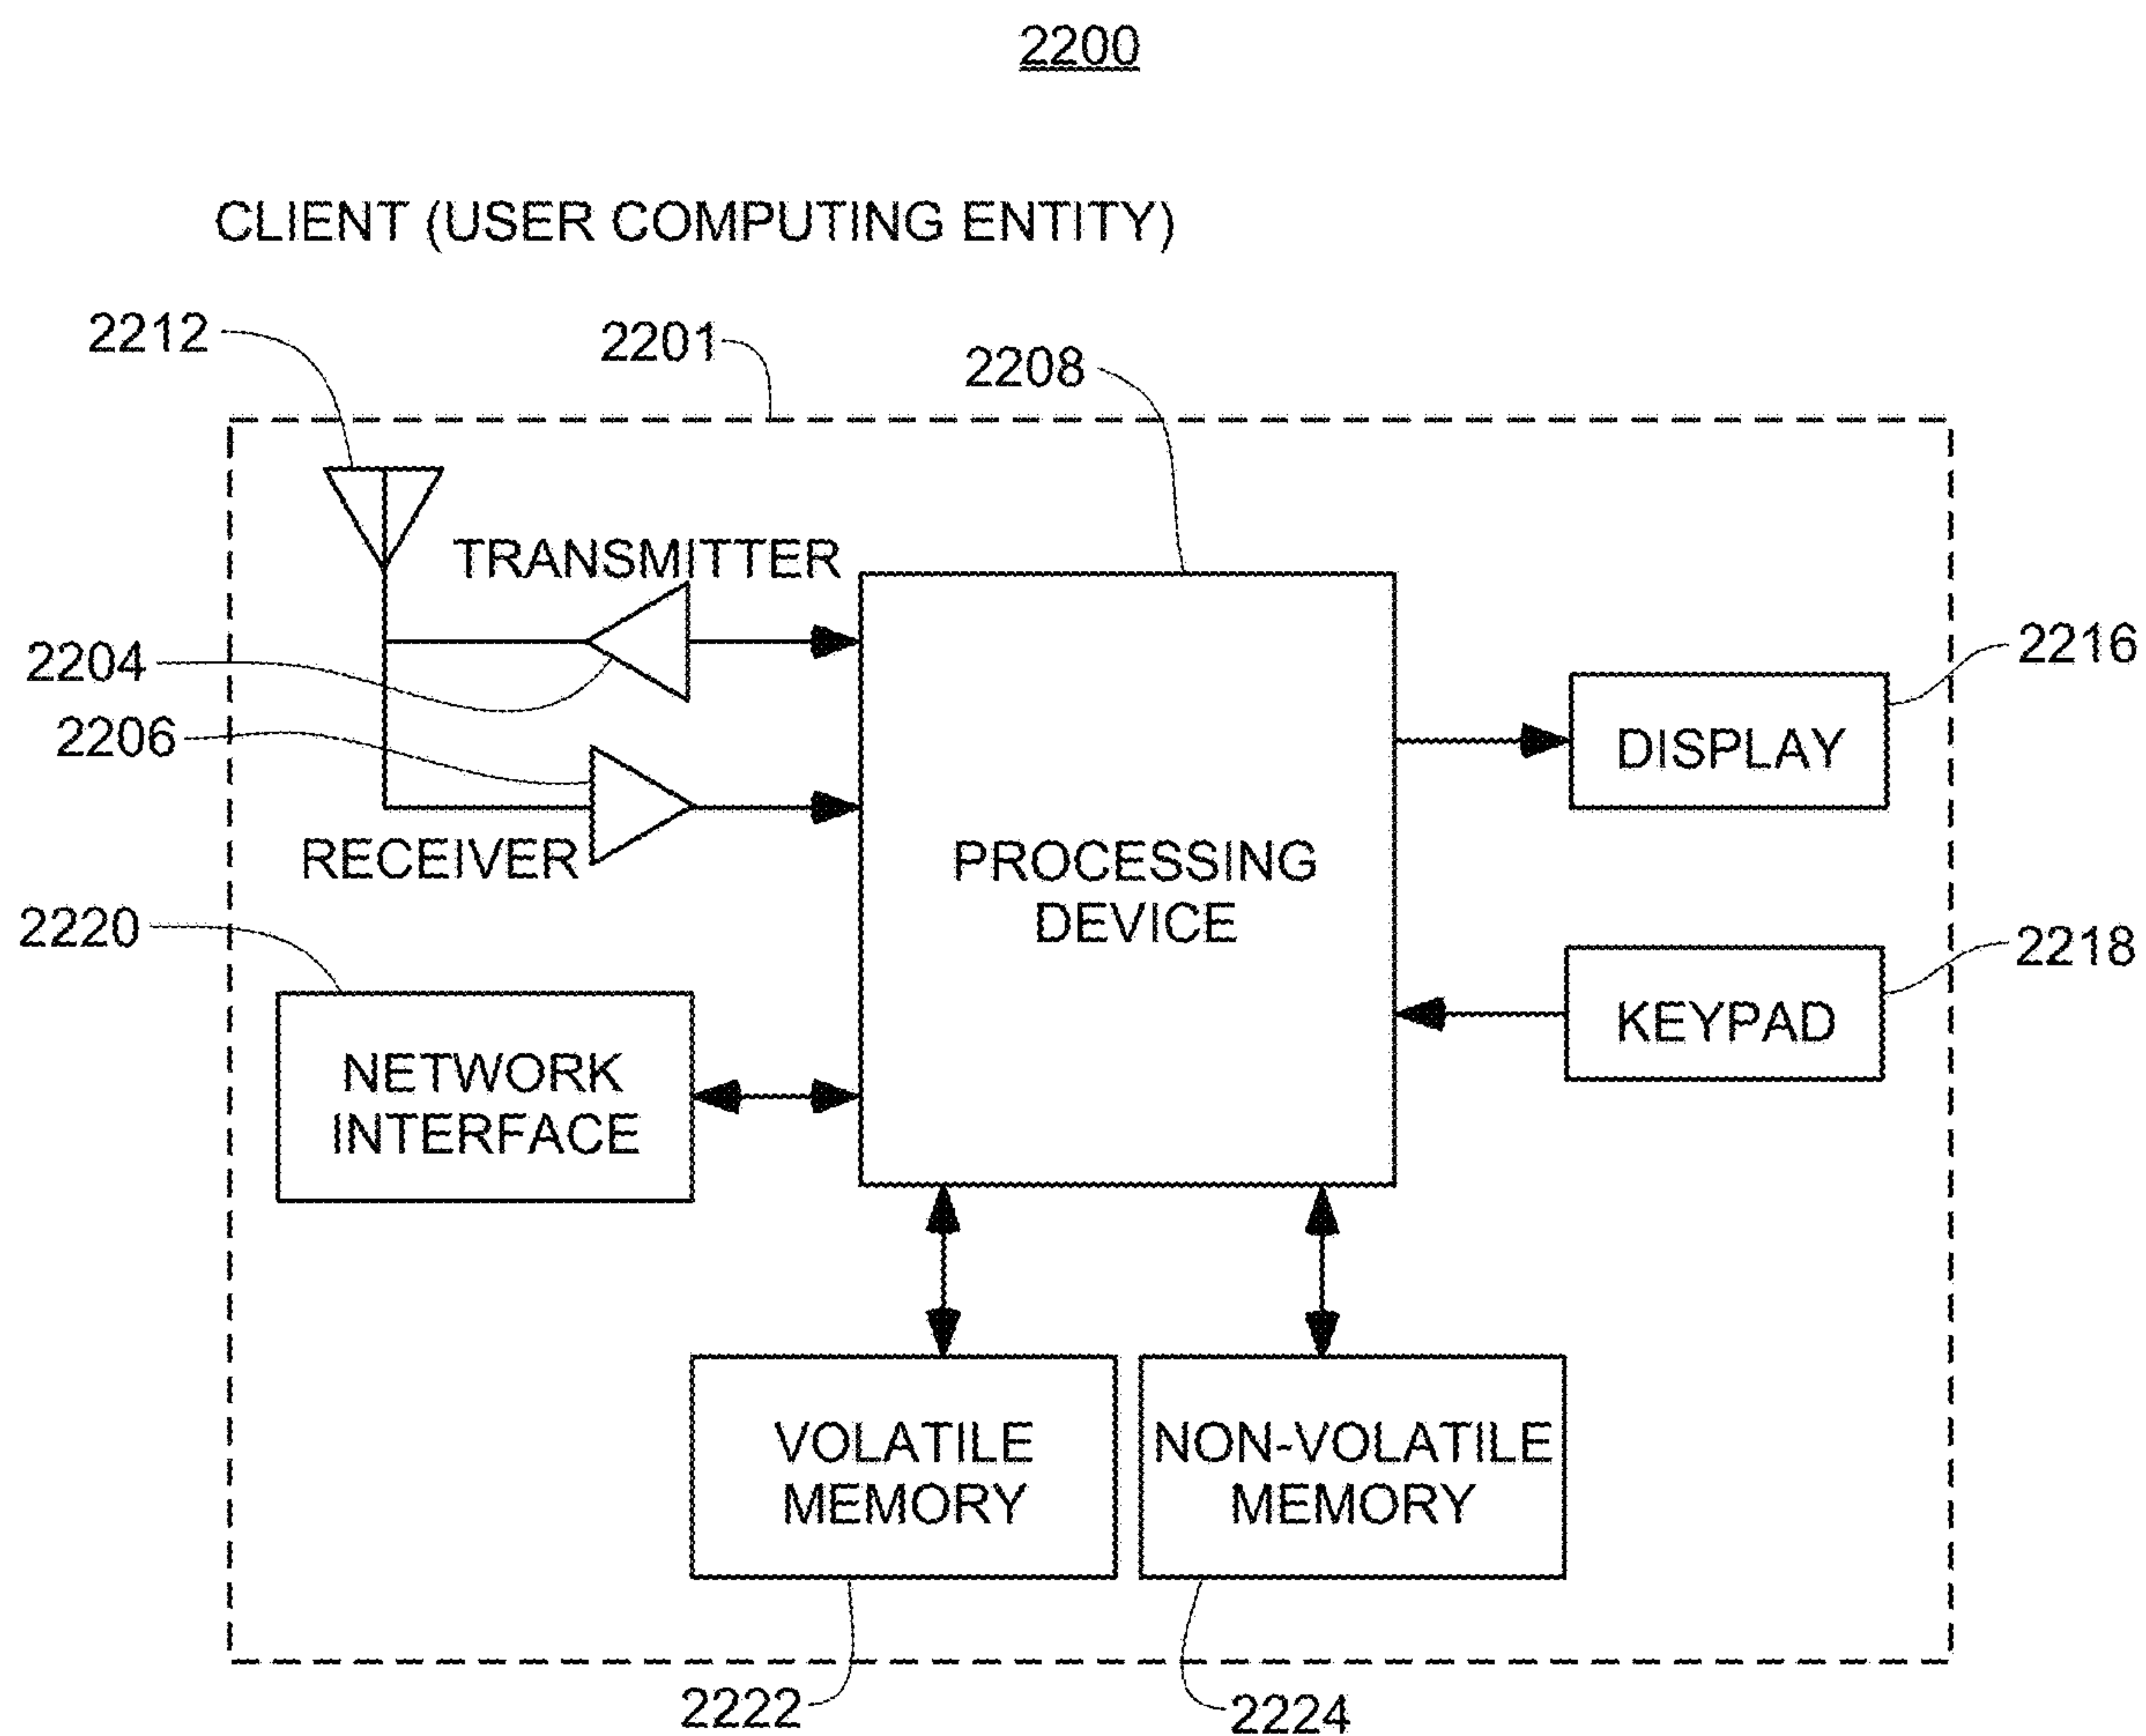 2200
CLIENT (USER COMPUTING ENTITY)
2212
2201
2208
TRANSMITTER
2204
2216
2206
DISPLAY
RECEIVER
PROCESSING
DEVICE
2220
2218
KEYPAD
NETWORK
INTERFACE
VOLATILE
MEMORY
NON-VOLATILE
MEMORY
2222
2224